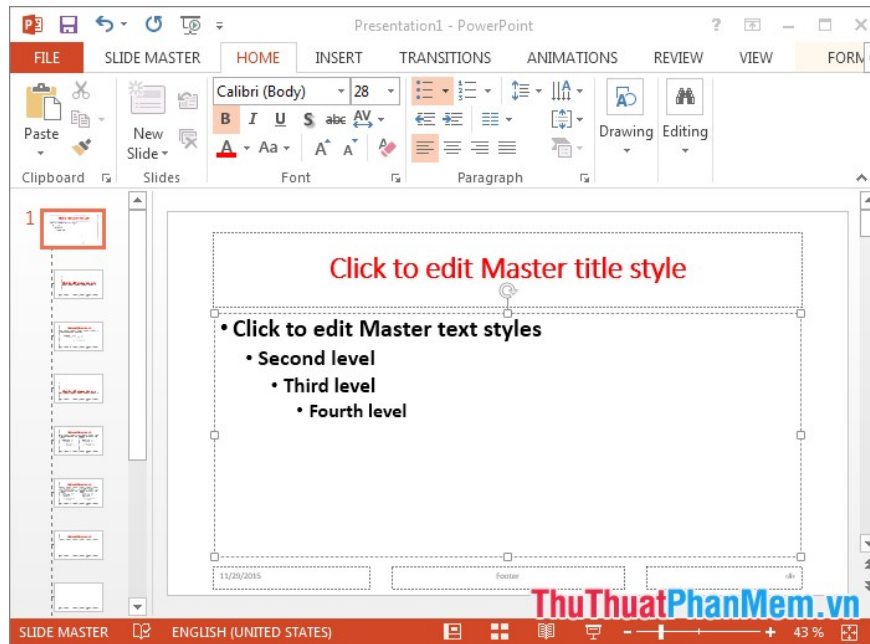 Presentation1 - PowerPoint
FILE SLIDE MASTER HOME INSERT TRANSITIONS ANIMATIONS REVIEW VIEW FORM
Calibri (Body) 28
B I U S abc AV
A Aa A A
Paste
New
Slide
Drawing Editing
Clipboard Slides Font Paragraph
1
Click to edit Master title style
• Click to edit Master text styles
• Second level
• Third level
• Fourth level
11/29/2015 Footer
ThuThuatPhanMem.vn
SLIDE MASTER ENGLISH (UNITED STATES) 43 %